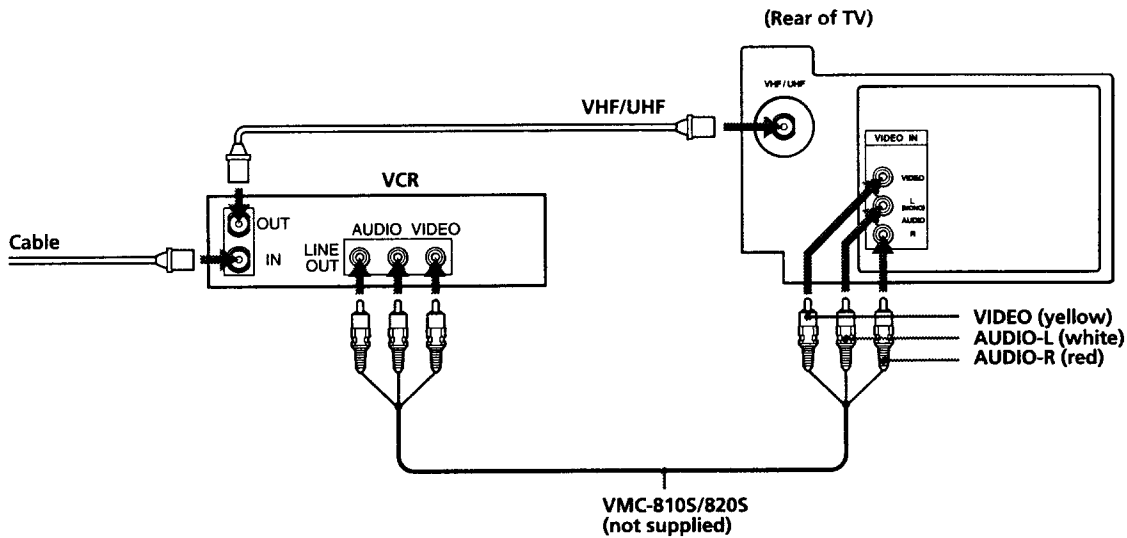 (Rear of TV)
VHF/UHF
VHF/UHF
VIDEO IN
VIDEO
L
(MONO)
AUDIO
R
VCR
OUT
IN
AUDIO VIDEO
LINE
OUT
Cable
VIDEO (yellow)
AUDIO-L (white)
AUDIO-R (red)
VMC-810S/820S
(not supplied)